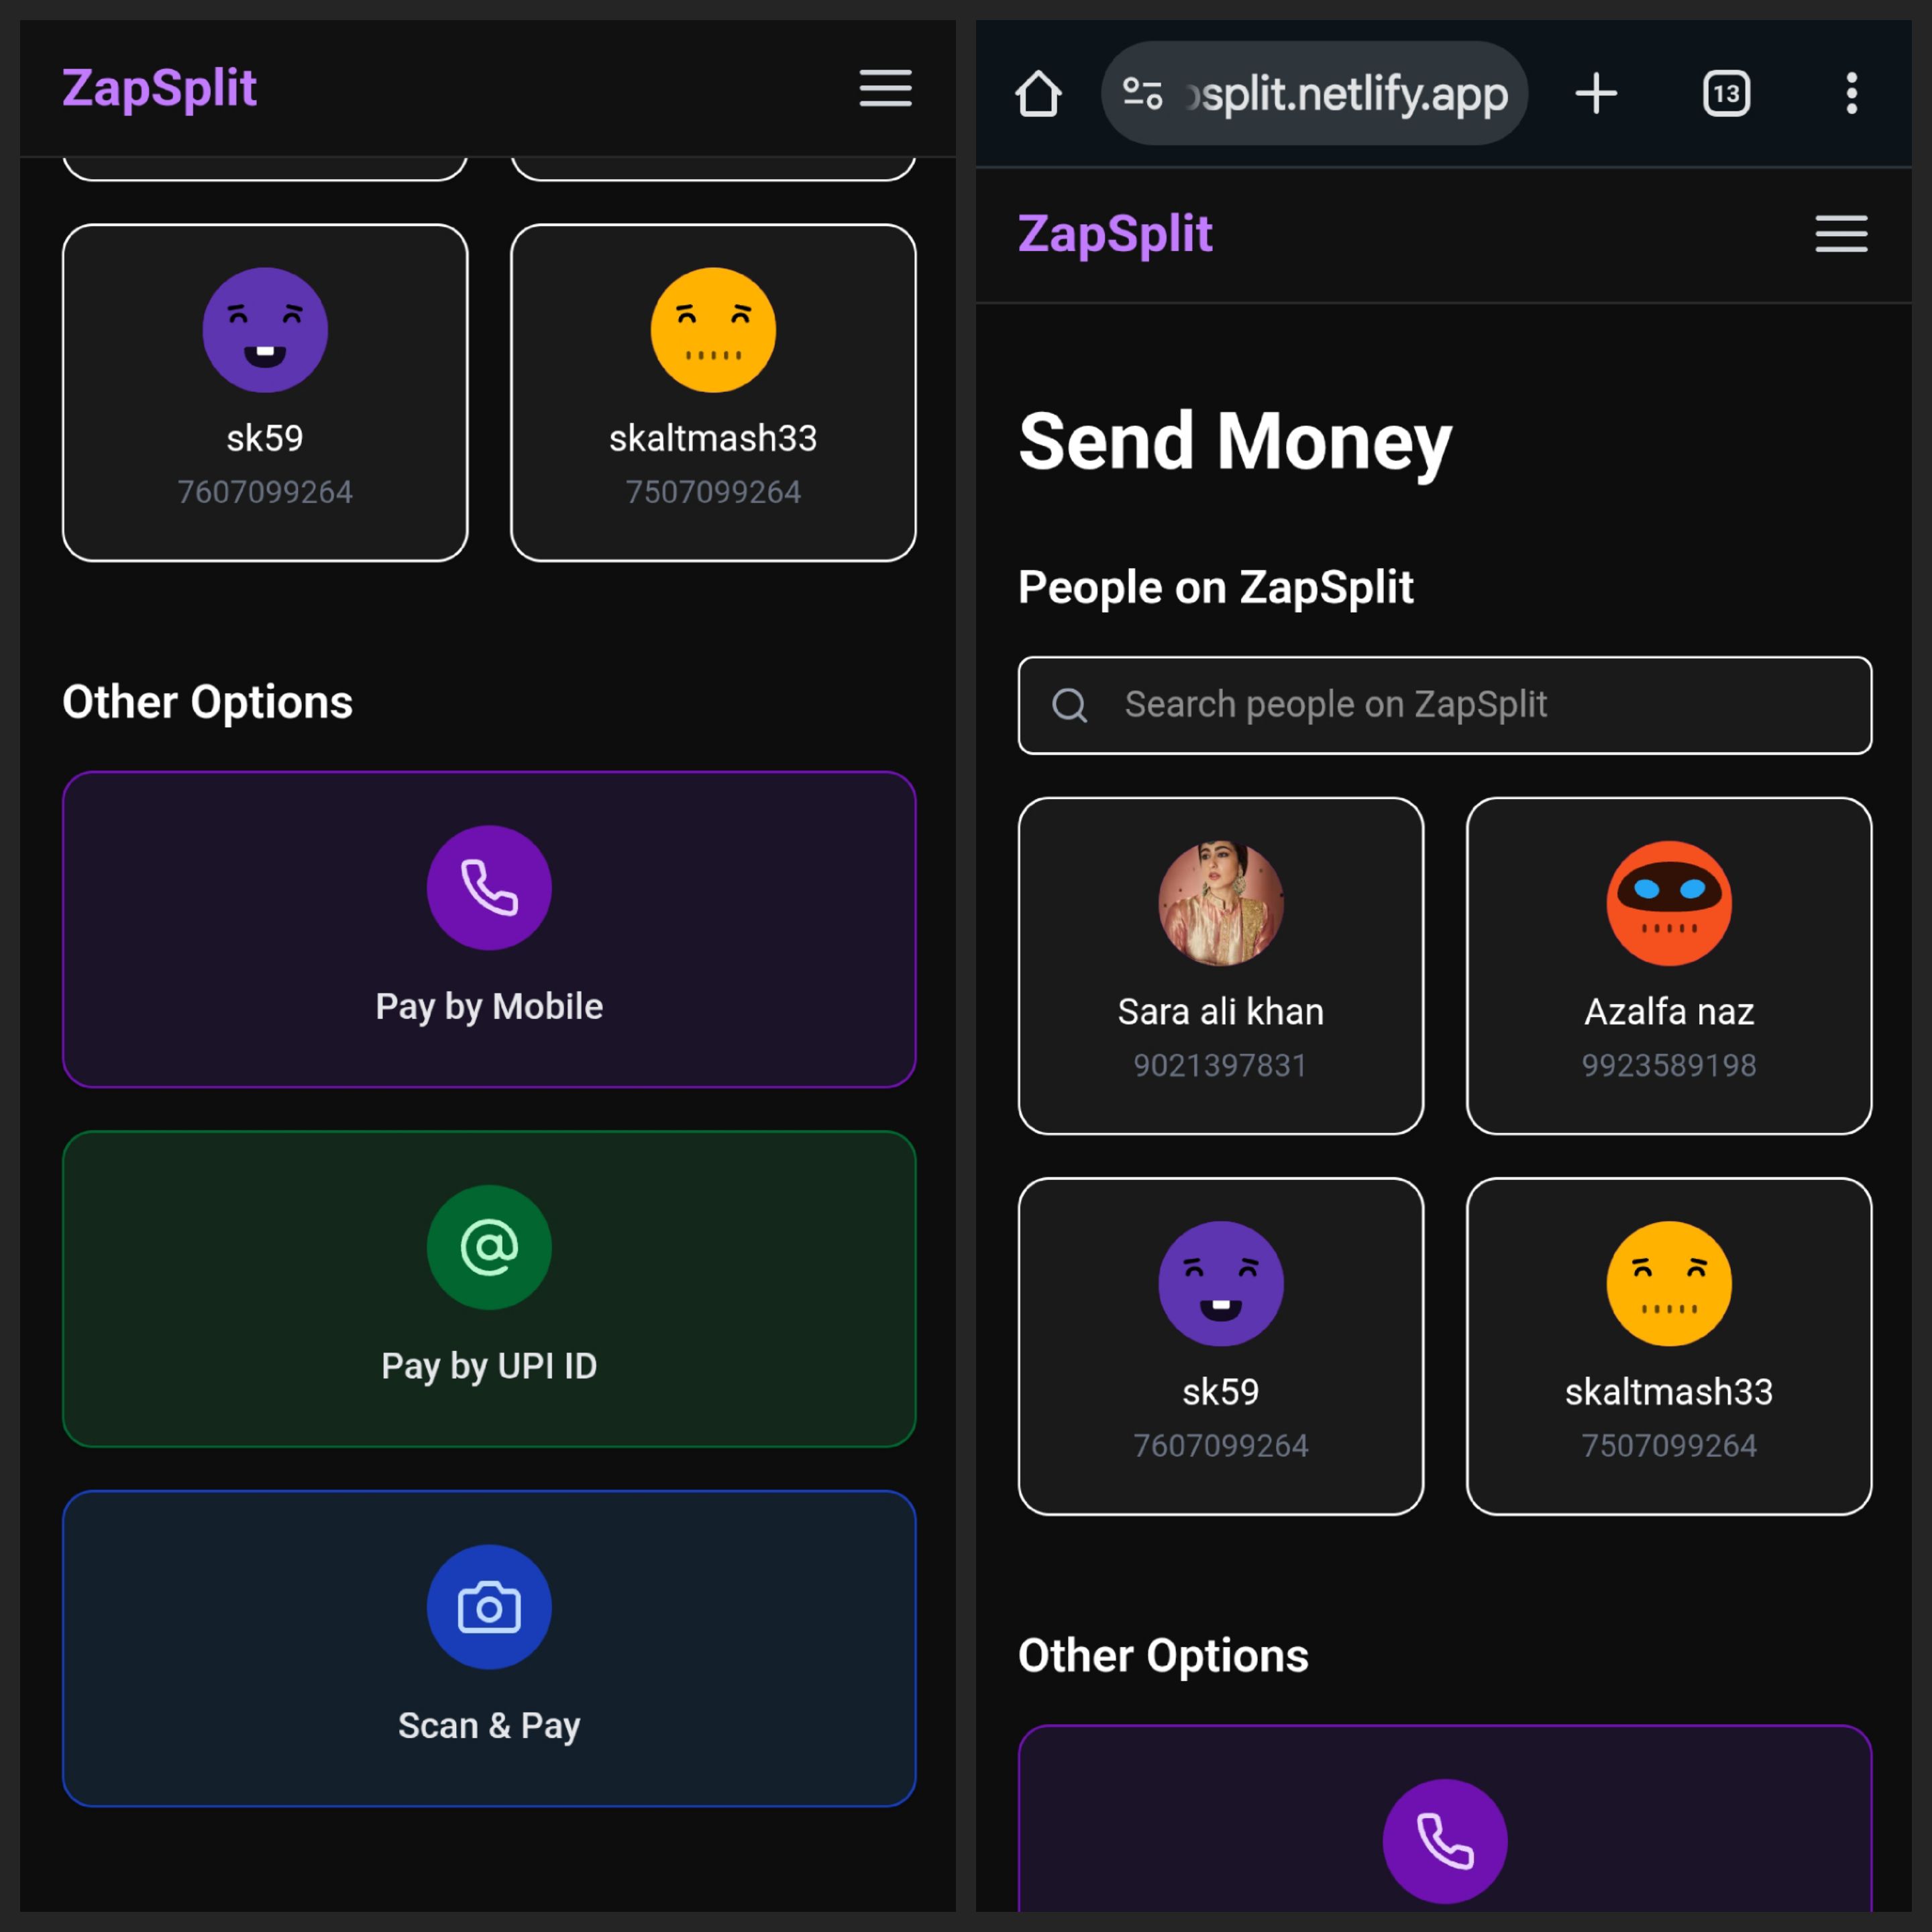 ZapSplit
sk59
skaltmash33
7607099264
7507099264
Other Options
Pay by Mobile
Pay by UPI ID
Scan & Pay
split.netlify.app
13
ZapSplit
Send Money
People on ZapSplit
Search people on ZapSplit
Sara ali khan
Azalfa naz
9021397831
9923589198
sk59
skaltmash33
7607099264
7507099264
Other Options